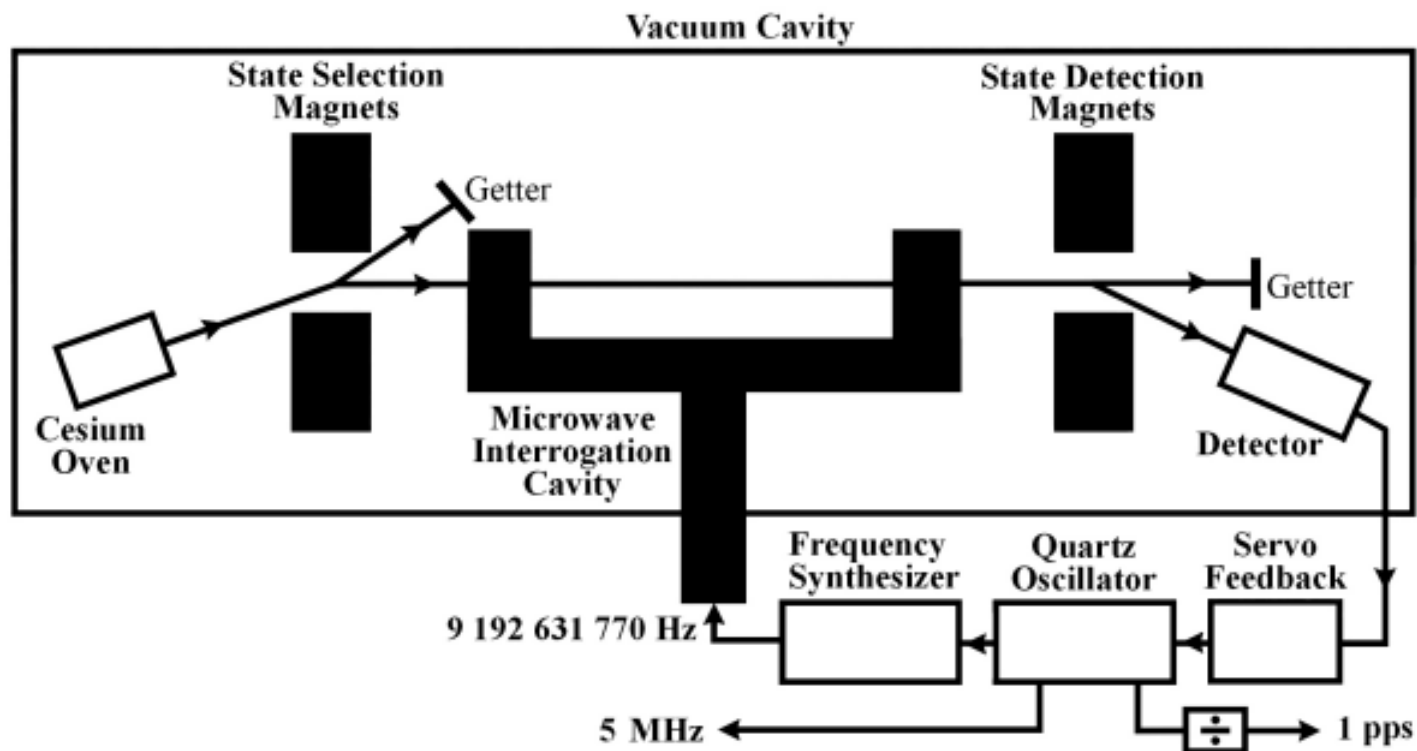 Vacuum Cavity
State Selection
Magnets
State Detection
Magnets
Getter
Getter
Cesium
Oven
Microwave
Interrogation
Cavity
Detector
Frequency
Synthesizer
Quartz
Oscillator
Servo
Feedback
9 192 631 770 Hz
5 MHz
÷
1 pps